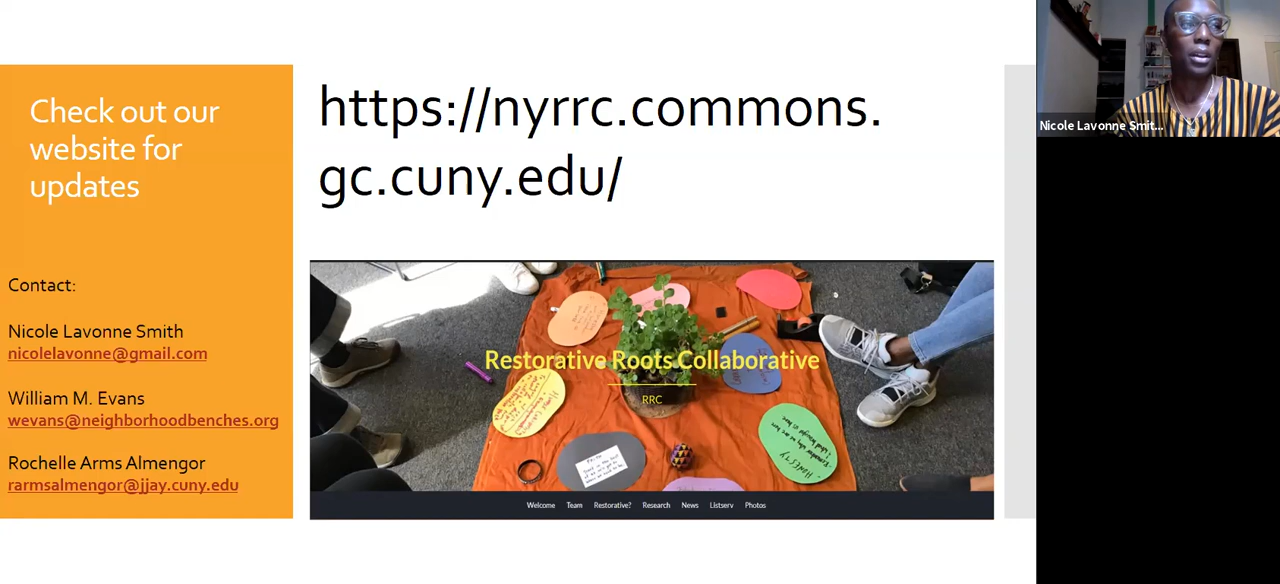 Check out our
website for
updates
https://nyrrc.commons.
gc.cuny.edu/
Contact:
Nicole Lavonne Smith
nicolelavonne@gmail.com
William M. Evans
wevans@neighborhoodbenches.org
Rochelle Arms Almengor
rarmsalmengor@jjay.cuny.edu
Restorative Roots Collaborative
RRC
HONESTY
Welcome Team Restorative? Research News Listserv Photos
Nicole Lavonne Smit...